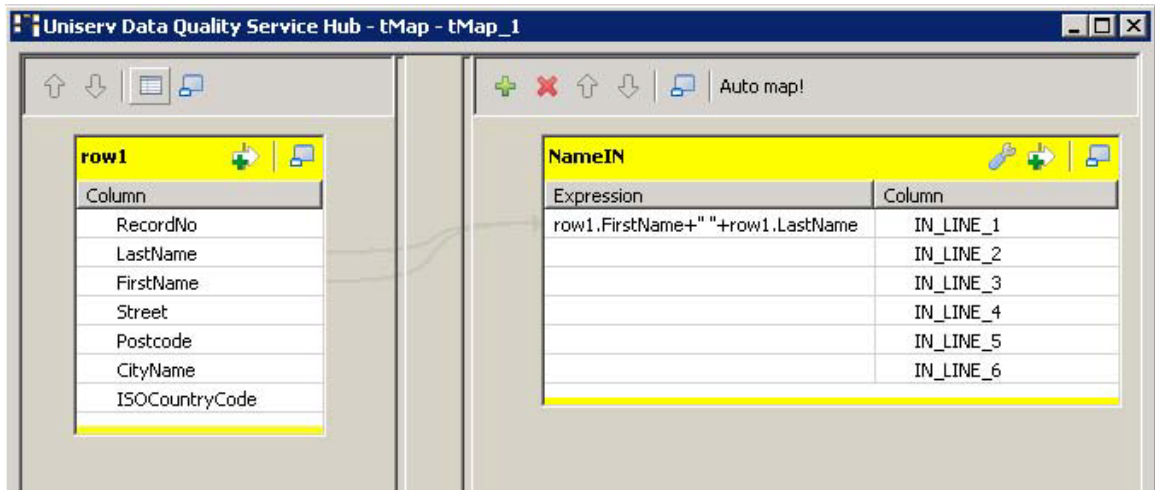 Uniserv Data Quality Service Hub - tMap - tMap_1
Auto map!
row1
Column
RecordNo
LastName
FirstName
Street
Postcode
CityName
ISOCountryCode
NameIN
Expression Column
row1.FirstName+" "+row1.LastName IN_LINE_1
IN_LINE_2
IN_LINE_3
IN_LINE_4
IN_LINE_5
IN_LINE_6